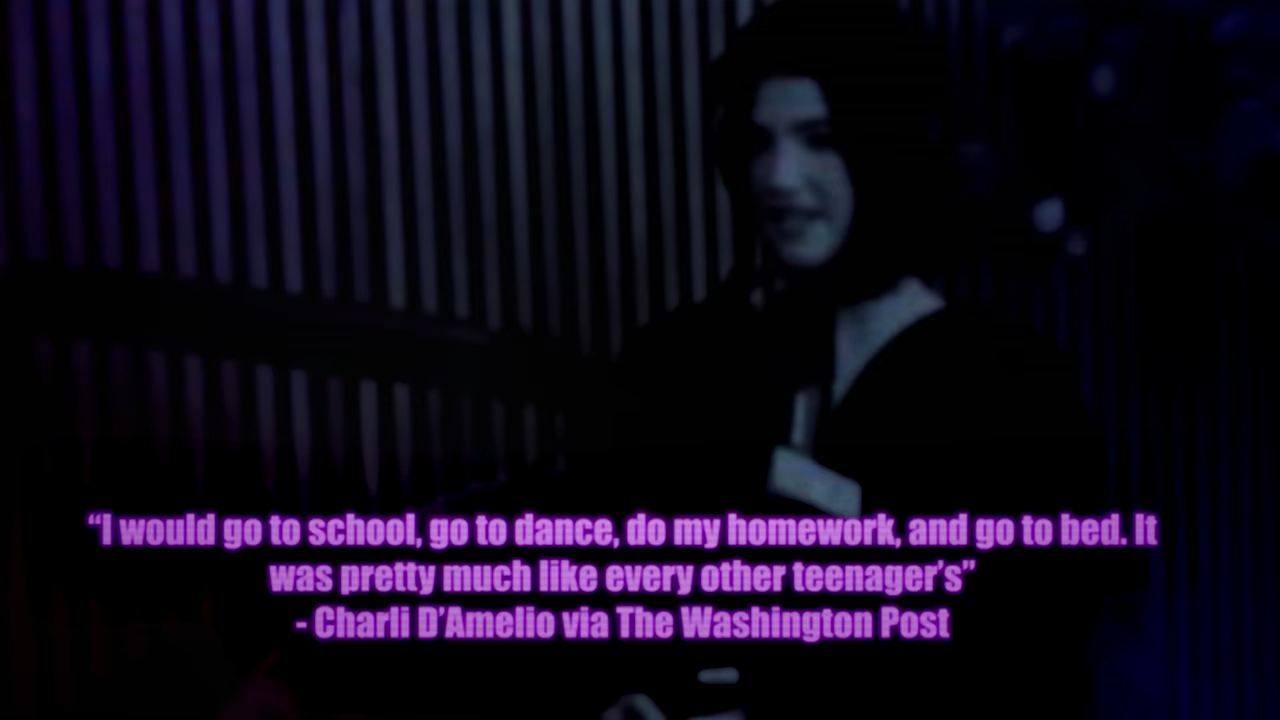 “I would go to school, go to dance, do my homework, and go to bed. It
was pretty much like every other teenager’s”
- Charli D’Amelio via The Washington Post